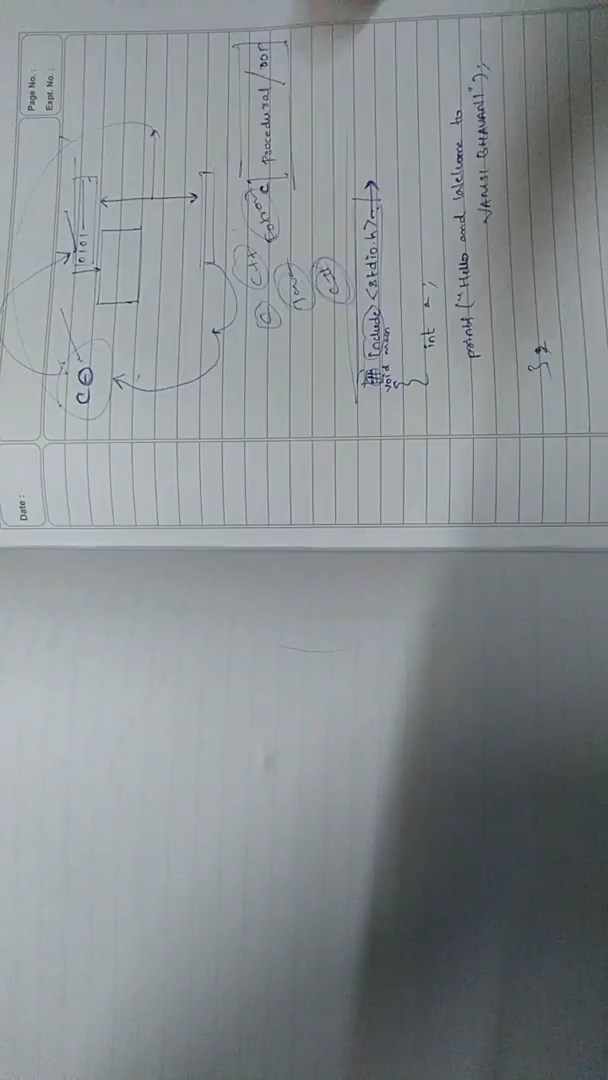 Page No. :
Expt. No. :
Date :
0101
C
C C++
C Procedural/OOP
Java
C++
# include <stdio.h>
void main
{
int a;
printf ("Hello and Welcome to
VAMSI BHAVANI");
}